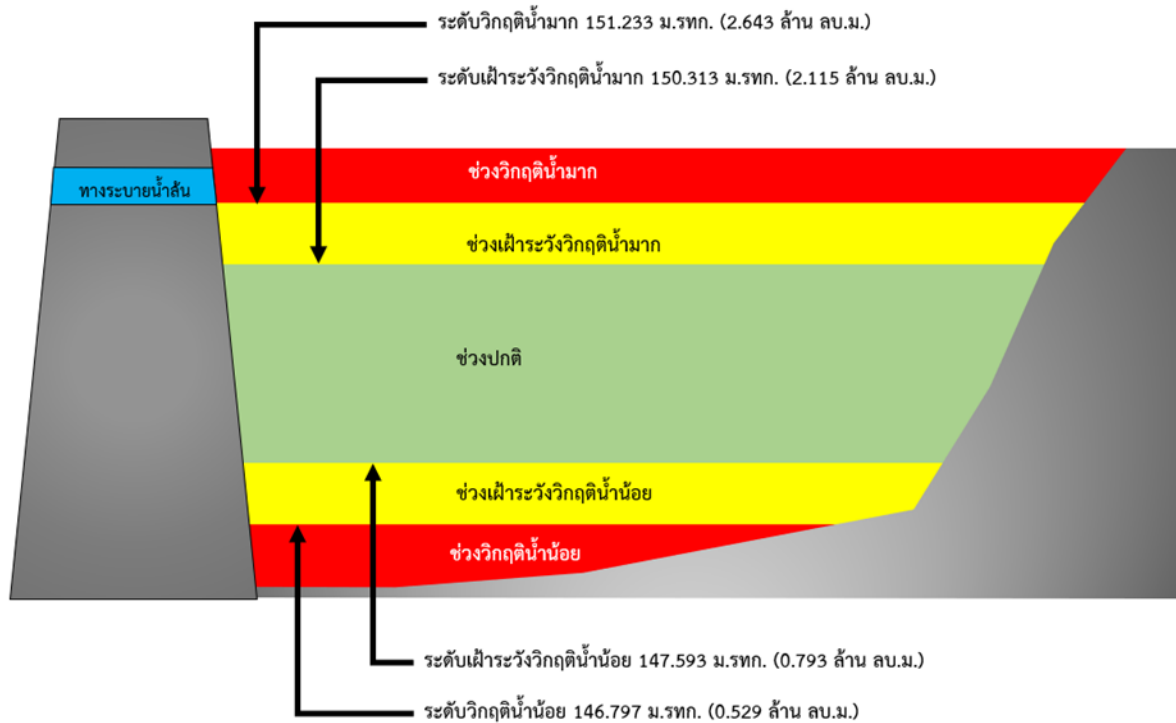 ระดับวิกฤติน้ำมาก 151.233 ม.รทก. (2.643 ล้าน ลบ.ม.)
ระดับเฝ้าระวังวิกฤติน้ำมาก 150.313 ม.รทก. (2.115 ล้าน ลบ.ม.)
ช่วงวิกฤติน้ำมาก
ทางระบายน้ำล้น
ช่วงเฝ้าระวังวิกฤติน้ำมาก
ช่วงปกติ
ช่วงเฝ้าระวังวิกฤติน้ำน้อย
ช่วงวิกฤติน้ำน้อย
ระดับเฝ้าระวังวิกฤติน้ำน้อย 147.593 ม.รทก. (0.793 ล้าน ลบ.ม.)
ระดับวิกฤติน้ำน้อย 146.797 ม.รทก. (0.529 ล้าน ลบ.ม.)